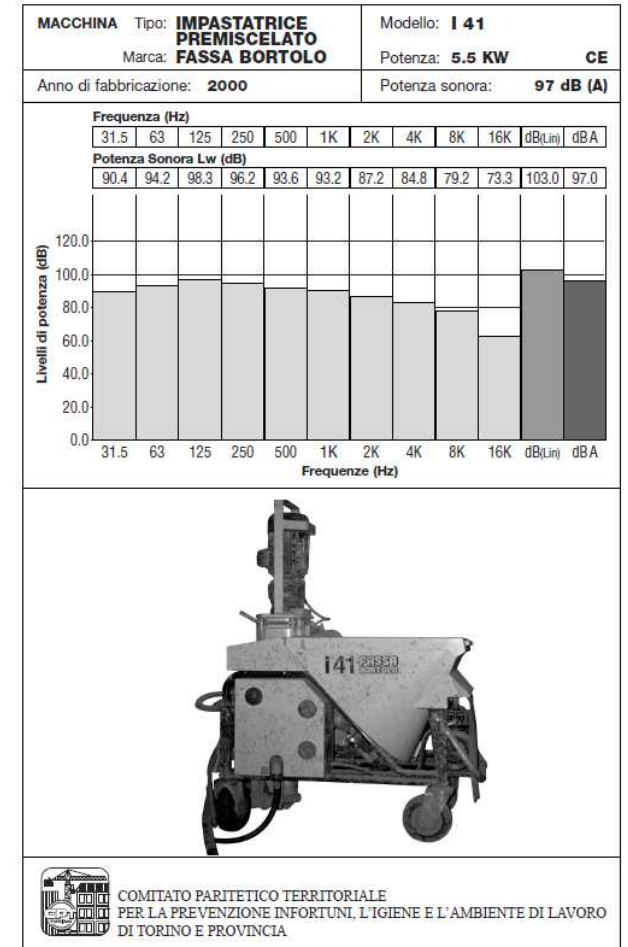 MACCHINA Tipo: IMPASTATRICE
PREMISCELATO
Marca: FASSA BORTOLO
Modello: I 41
Potenza: 5.5 KW CE
Anno di fabbricazione: 2000
Potenza sonora: 97 dB (A)
Frequenza (Hz)
31.5 63 125 250 500 1K 2K 4K 8K 16K dB(Lin) dBA
Potenza Sonora Lw (dB)
90.4 94.2 98.3 96.2 93.6 93.2 87.2 84.8 79.2 73.3 103.0 97.0
Livelli di potenza (dB)
120.0
100.0
80.0
60.0
40.0
20.0
0.0
31.5 63 125 250 500 1K 2K 4K 8K 16K dB(Lin) dBA
Frequenze (Hz)
i41 FASSA
BORTOLO
CPT
COMITATO PARITETICO TERRITORIALE
PER LA PREVENZIONE INFORTUNI, L'IGIENE E L'AMBIENTE DI LAVORO
DI TORINO E PROVINCIA